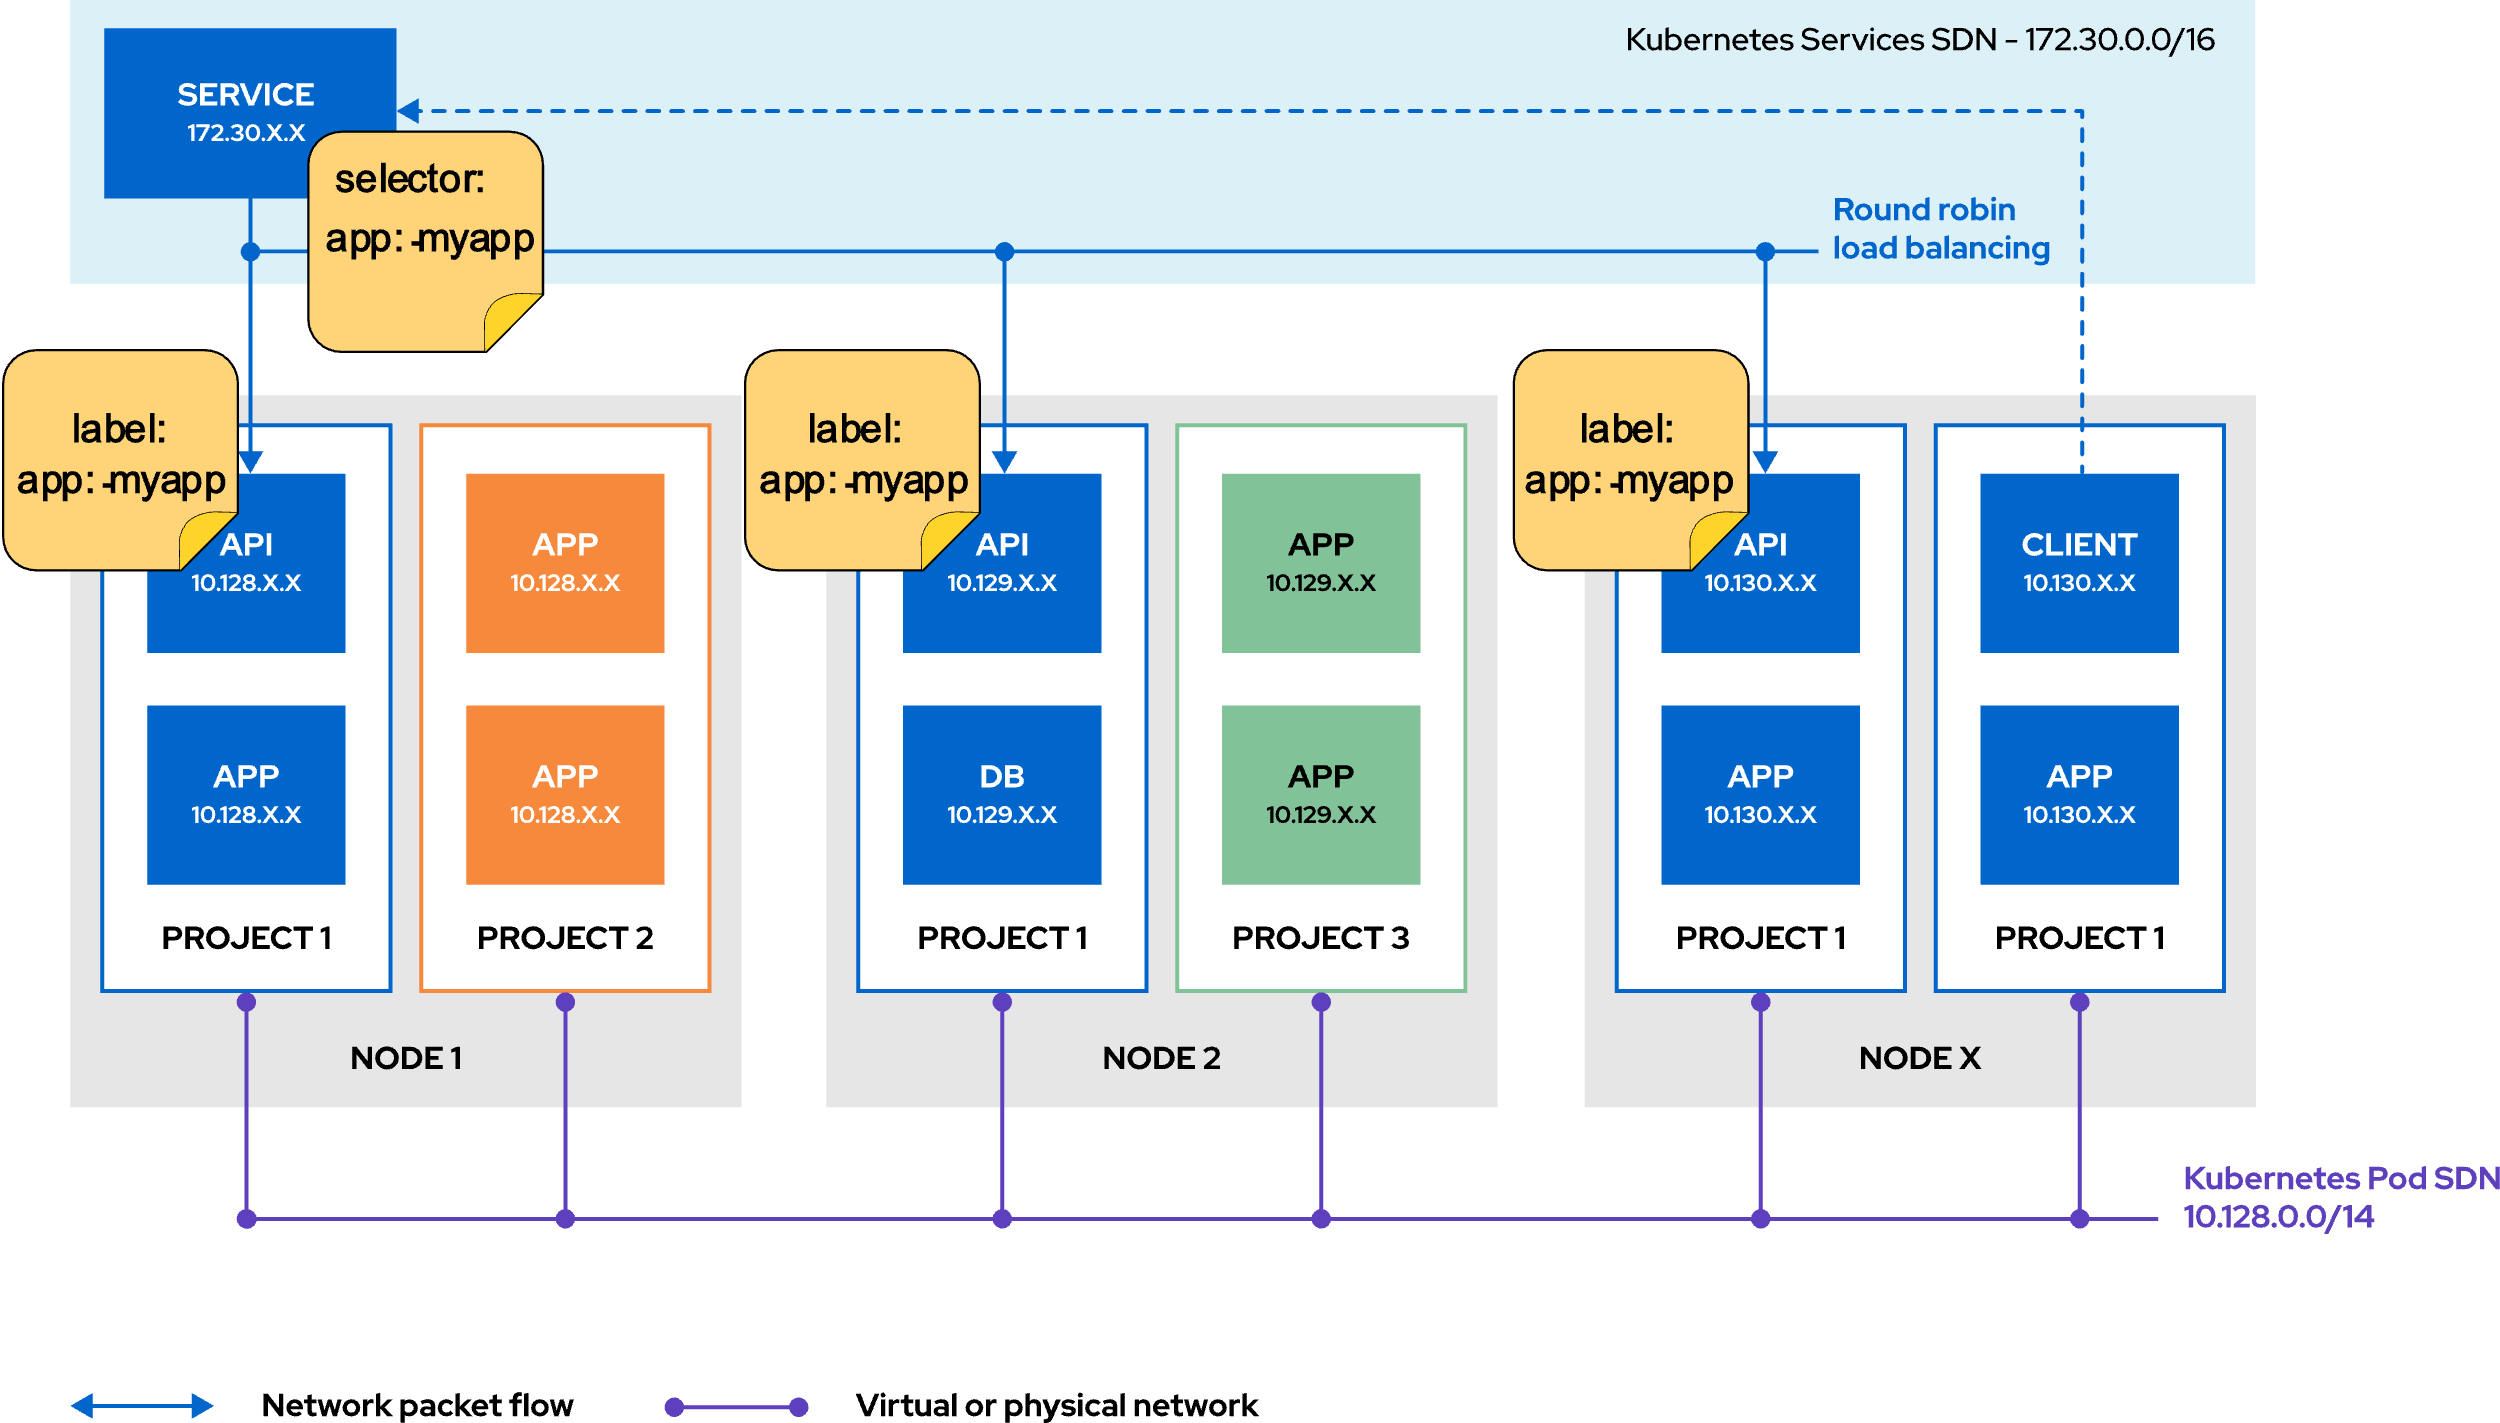 Kubernetes Services SDN – 172.30.0.0/16
SERVICE
172.30.X.X
selector:
app:-myapp
Round robin
load balancing
label:
app:-myapp
label:
app:-myapp
label:
app:-myapp
API
10.128.X.X
APP
10.128.X.X
API
10.129.X.X
APP
10.129.X.X
API
10.130.X.X
CLIENT
10.130.X.X
APP
10.128.X.X
APP
10.128.X.X
DB
10.129.X.X
APP
10.129.X.X
APP
10.130.X.X
APP
10.130.X.X
PROJECT 1
PROJECT 2
PROJECT 1
PROJECT 3
PROJECT 1
PROJECT 1
NODE 1
NODE 2
NODE X
Kubernetes Pod SDN
10.128.0.0/14
Network packet flow
Virtual or physical network